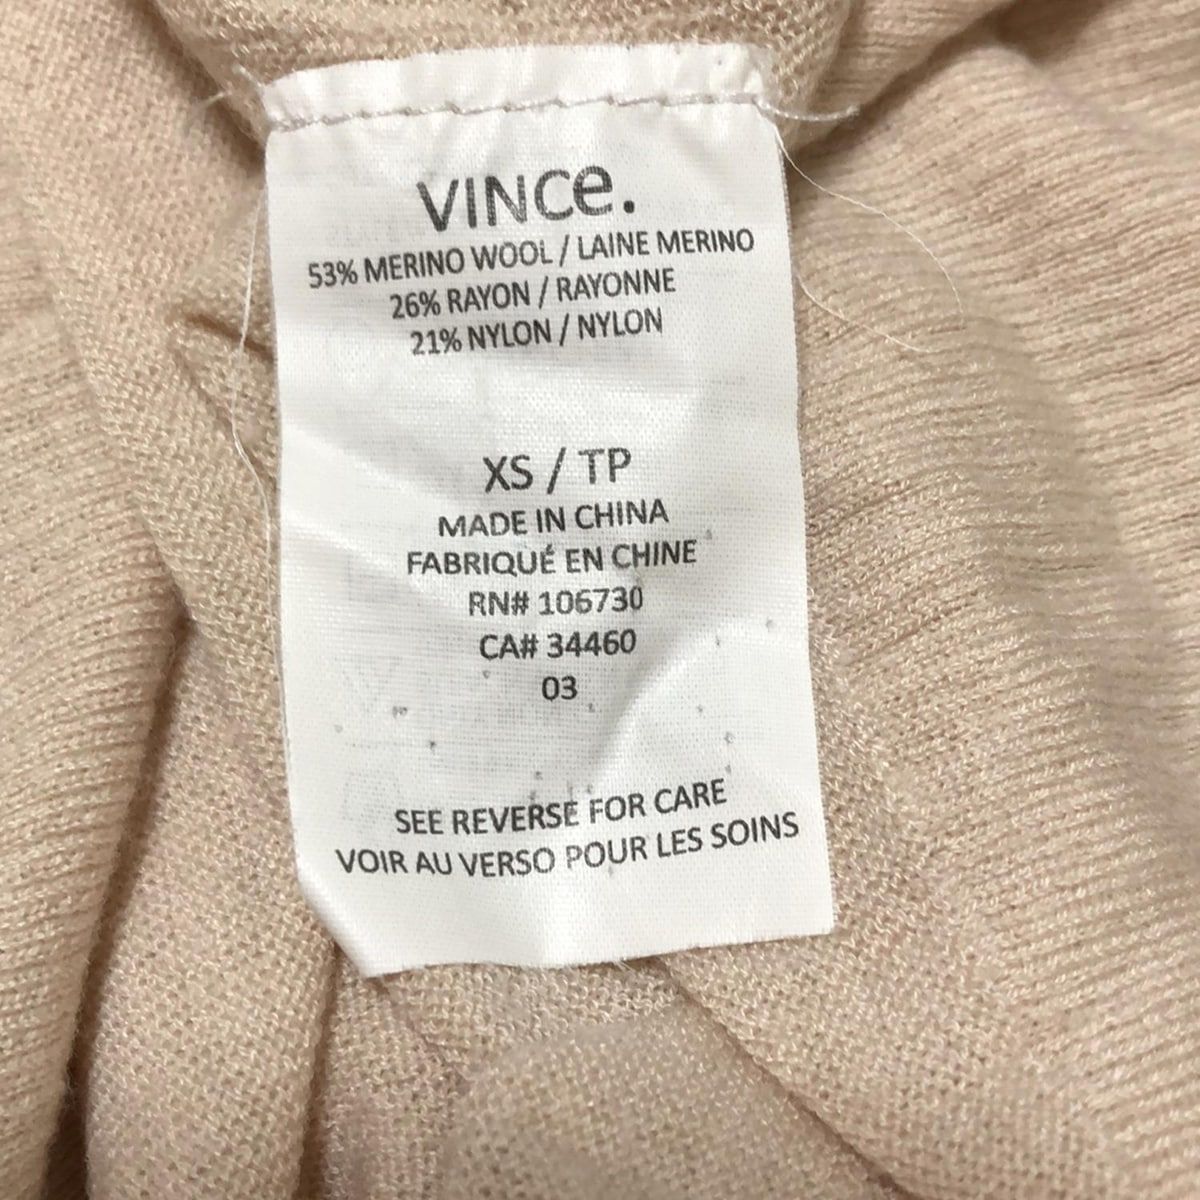 VINCe.
53% MERINO WOOL / LAINE MERINO
26% RAYON / RAYONNE
21% NYLON / NYLON
XS / TP
MADE IN CHINA
FABRIQUÉ EN CHINE
RN# 106730
CA# 34460
03
SEE REVERSE FOR CARE
VOIR AU VERSO POUR LES SOINS